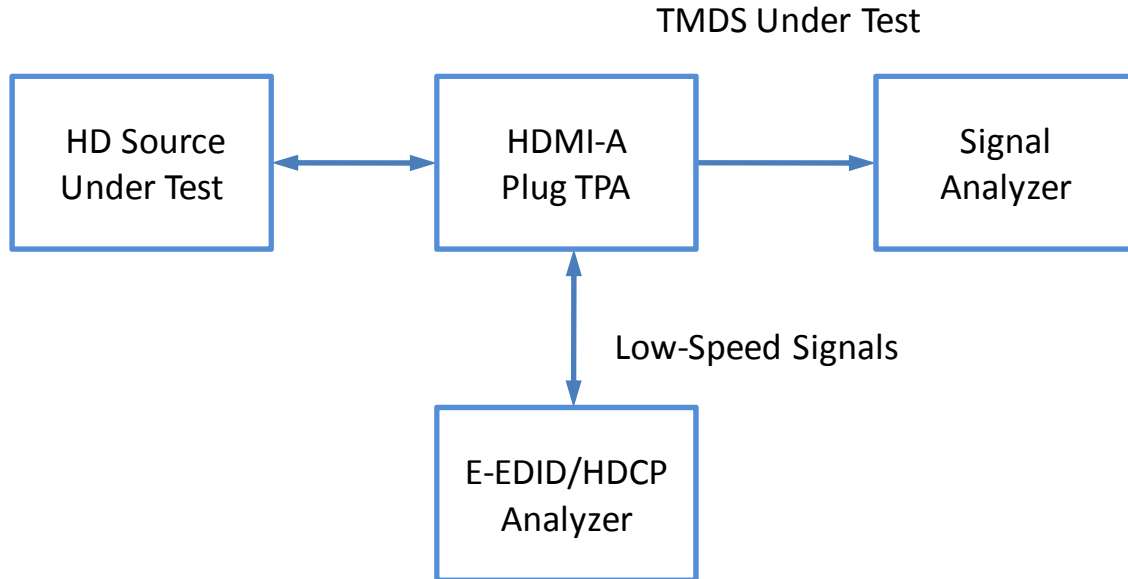 TMDS Under Test
HD Source
Under Test
HDMI-A
Plug TPA
Signal
Analyzer
Low-Speed Signals
E-EDID/HDCP
Analyzer